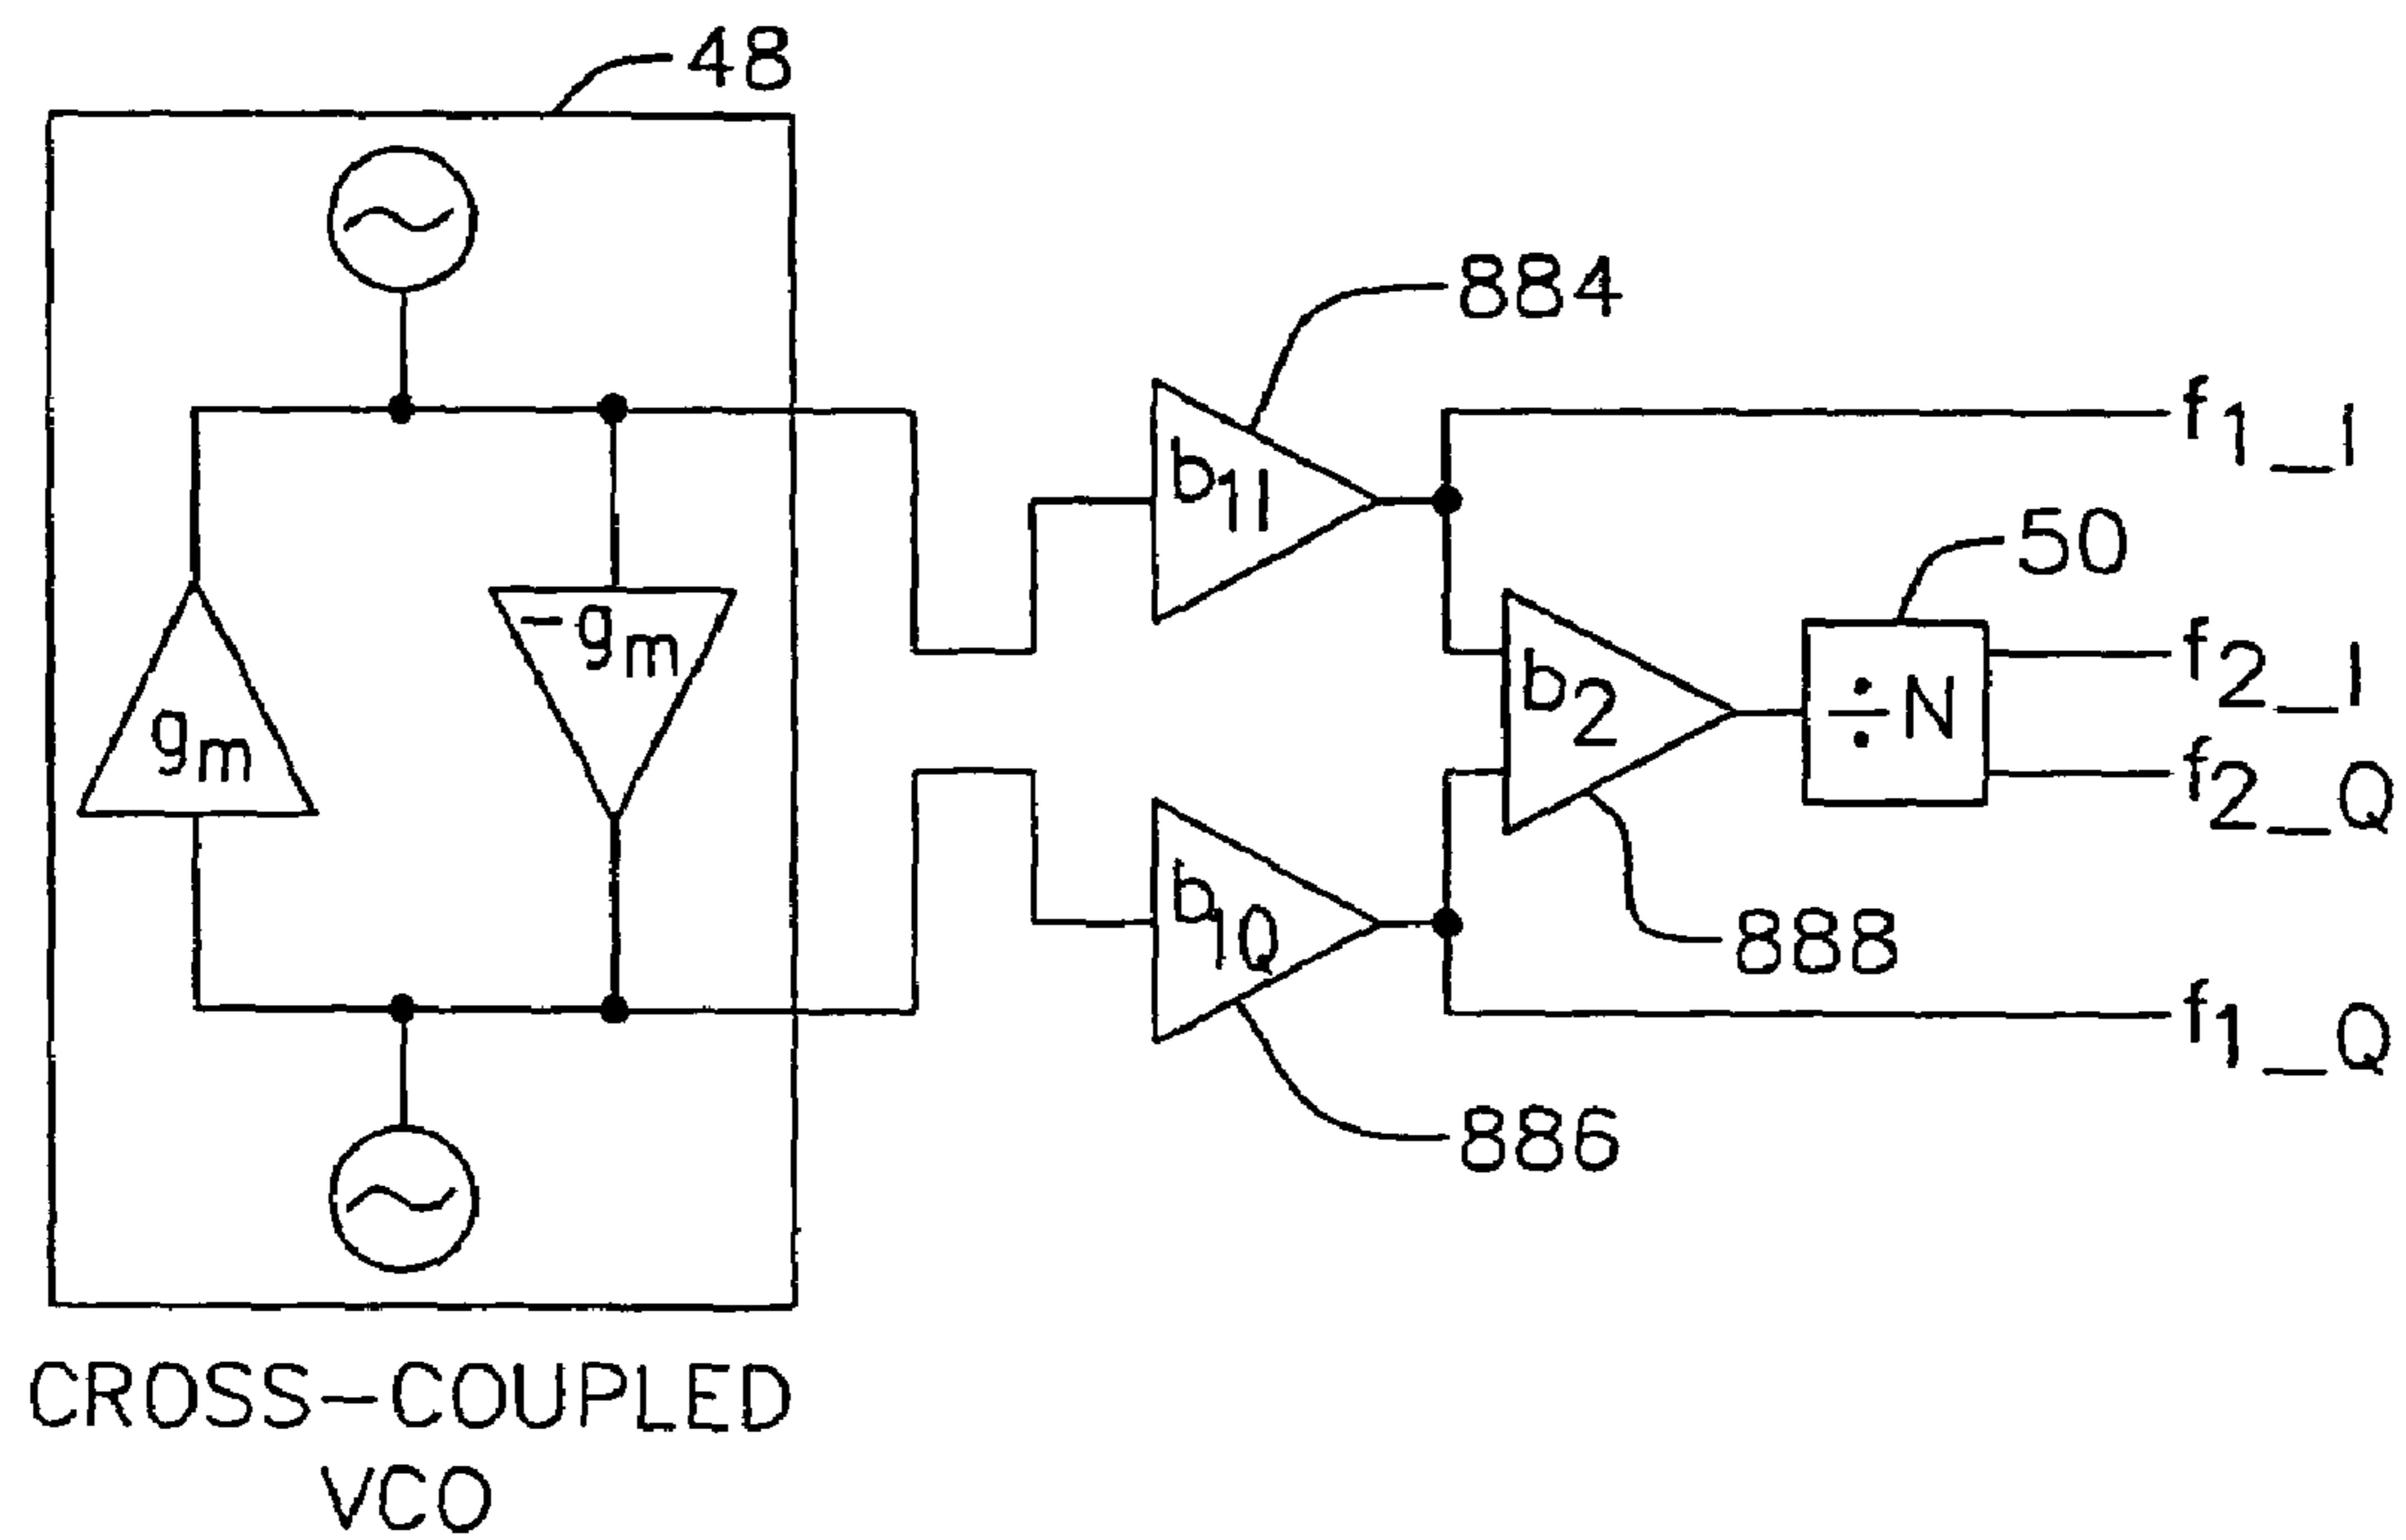 48
884
f1_I
b1I
50
-gm
f2_I
b2
÷N
gm
f2_Q
b1Q
888
f1_Q
886
CROSS-COUPLED
VCO